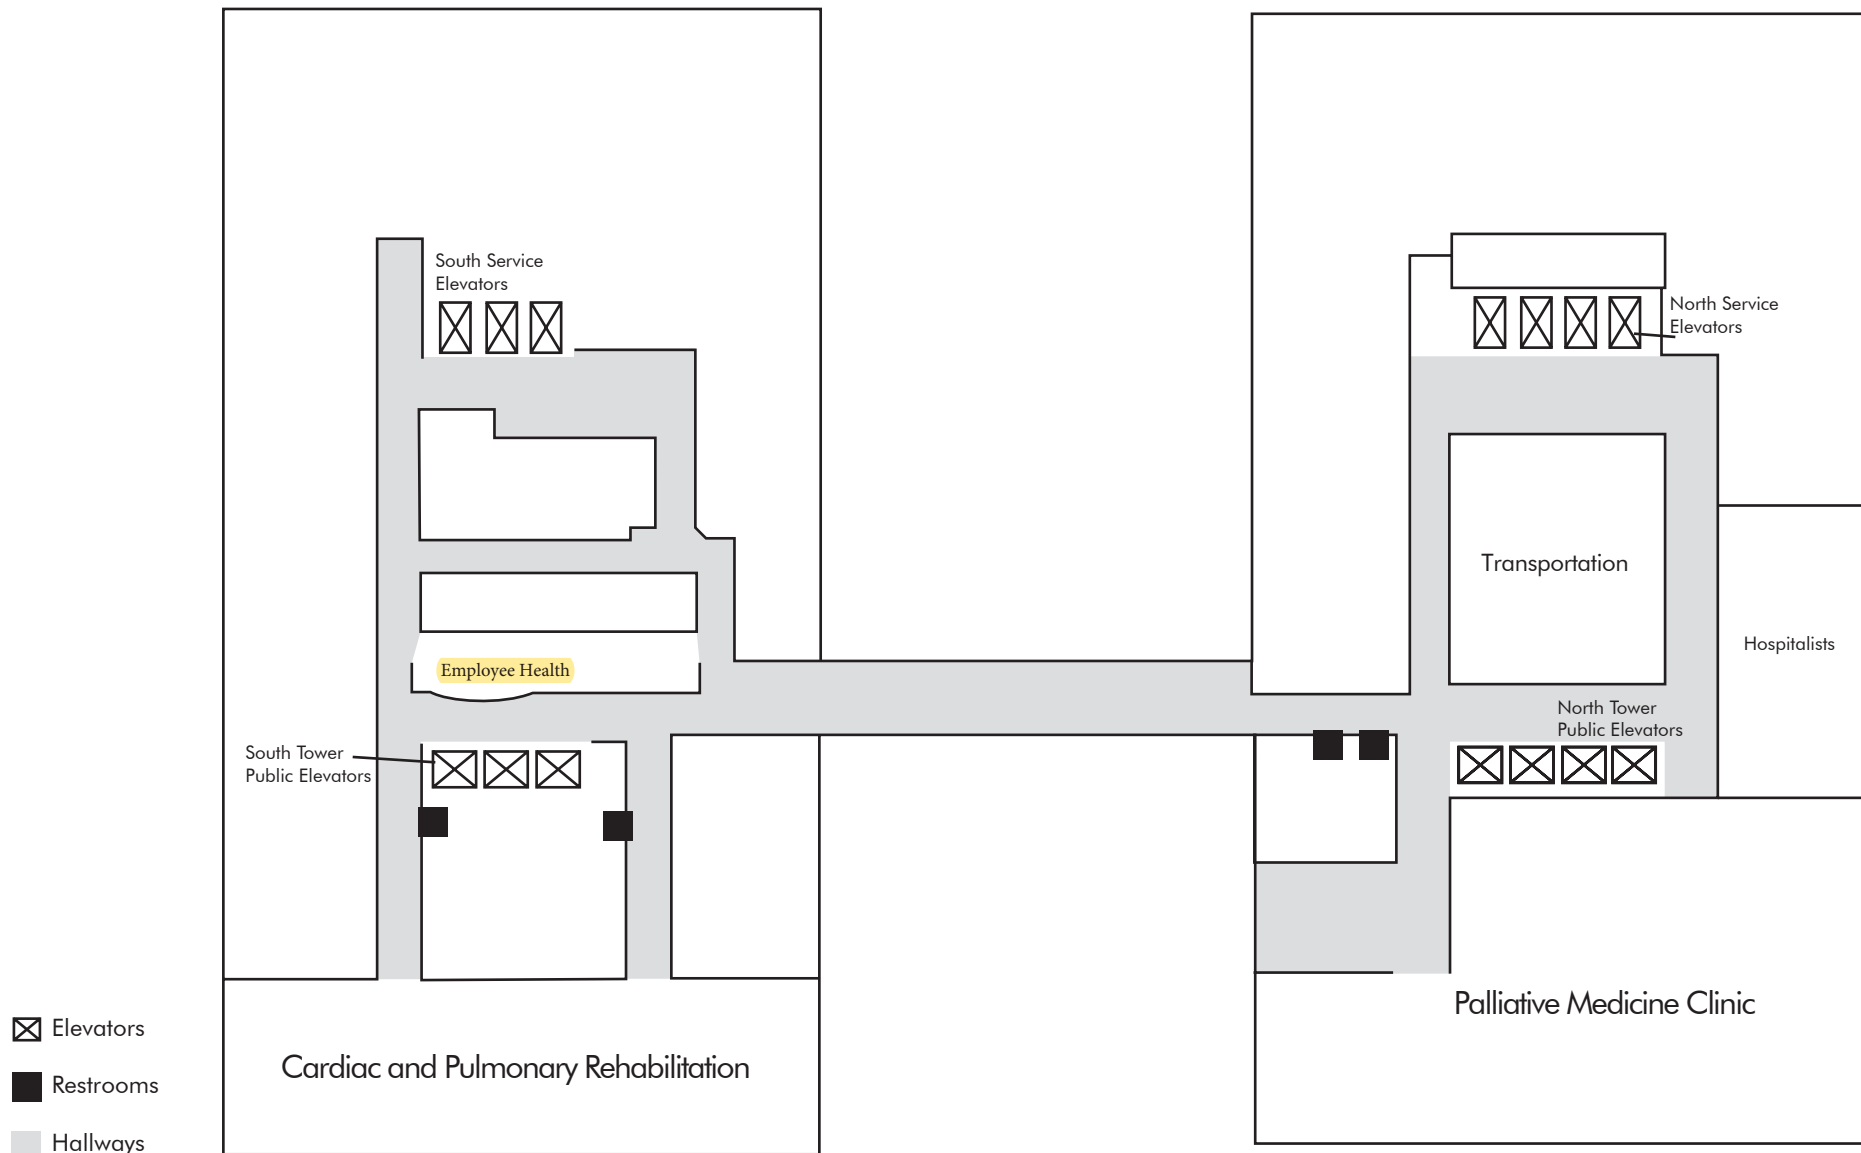 South Service
Elevators
North Service
Elevators
Transportation
Hospitalists
Employee Health
North Tower
Public Elevators
South Tower
Public Elevators
Palliative Medicine Clinic
Cardiac and Pulmonary Rehabilitation
Elevators
Restrooms
Hallways